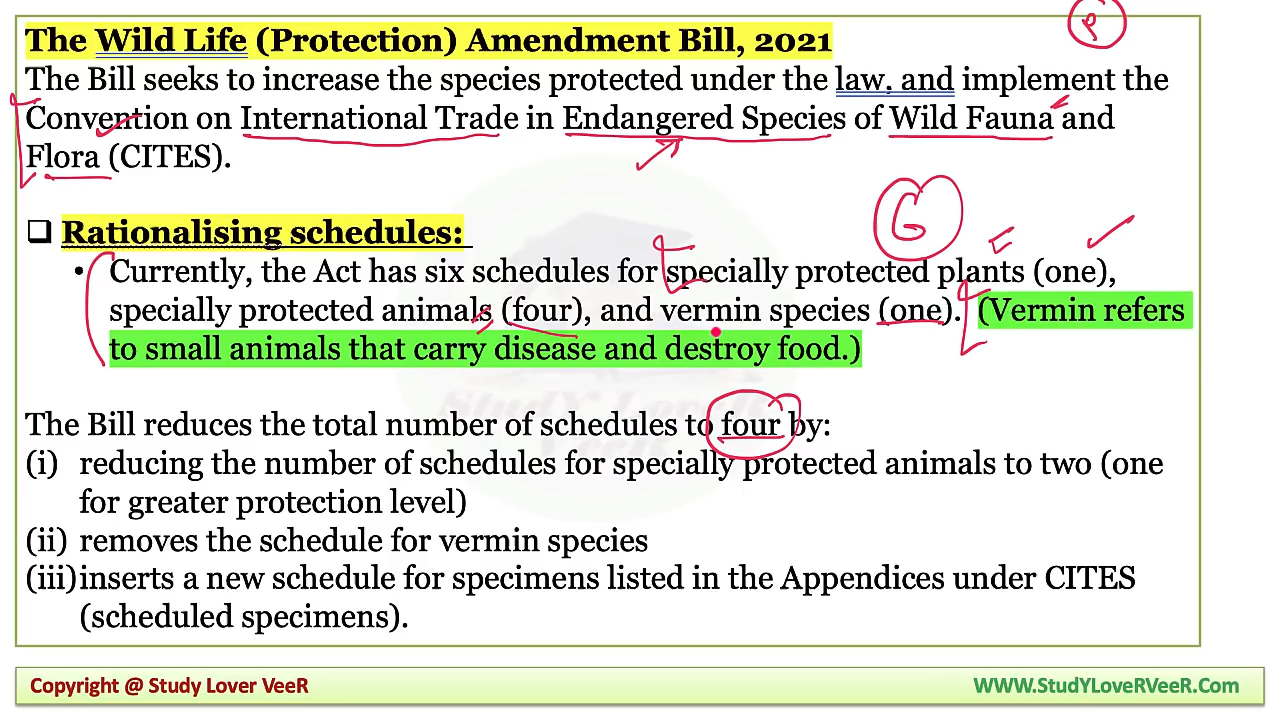 The Wild Life (Protection) Amendment Bill, 2021
The Bill seeks to increase the species protected under the law, and implement the
Convention on International Trade in Endangered Species of Wild Fauna and
Flora (CITES).
❑ Rationalising schedules:
• Currently, the Act has six schedules for specially protected plants (one),
specially protected animals (four), and vermin species (one). (Vermin refers
to small animals that carry disease and destroy food.)
The Bill reduces the total number of schedules to four by:
(i) reducing the number of schedules for specially protected animals to two (one
for greater protection level)
(ii) removes the schedule for vermin species
(iii) inserts a new schedule for specimens listed in the Appendices under CITES
(scheduled specimens).
StudY LoveR
VeeR
Copyright @ Study Lover VeeR
WWW.StudYLoveRVeeR.Com